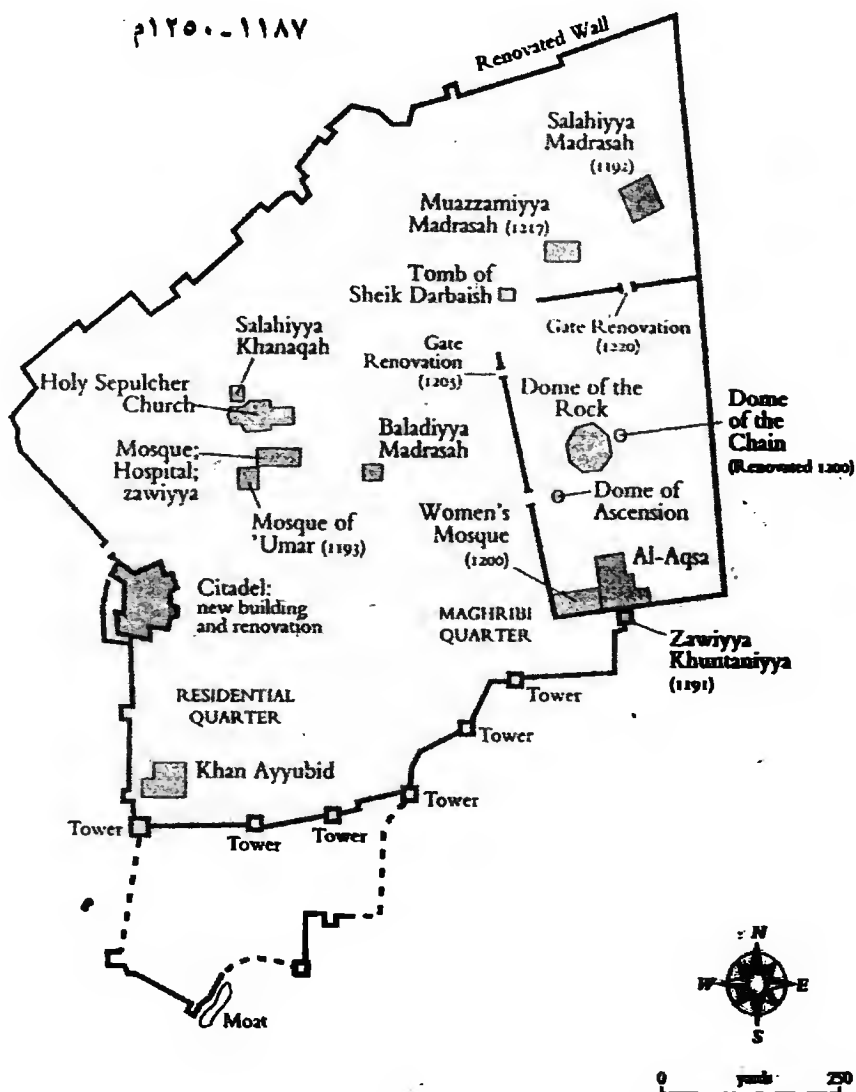 ١١٨٧-١٢٥٠م
Renovated Wall
Salahiyya
Madrasah
(1192)
Muazzamiyya
Madrasah (1217)
Tomb of
Sheik Darbaish
Gate Renovation
(1220)
Salahiyya
Khanaqah
Gate
Renovation
(1203)
Holy Sepulcher
Church
Dome of the
Rock
Dome
of the
Chain
(Renovated 1200)
Mosque;
Hospital;
zawiyya
Baladiyya
Madrasah
Dome of
Ascension
Mosque of
'Umar (1193)
Women's
Mosque
(1200)
Al-Aqsa
Citadel:
new building
and renovation
MAGHRIBI
QUARTER
Zawiyya
Khuntaniyya
(1191)
RESIDENTIAL
QUARTER
Tower
Tower
Khan Ayyubid
Tower
Tower
Tower
Tower
Moat
N
W
E
S
0 yards 250